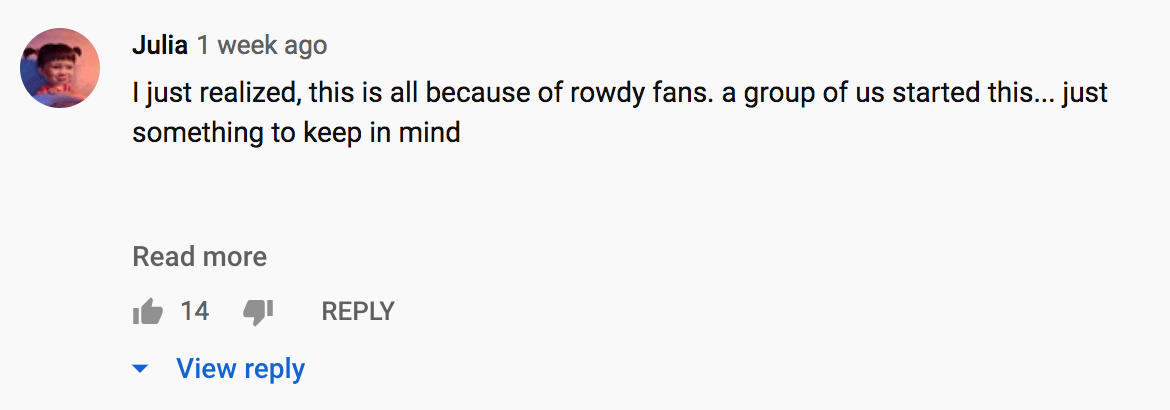 Julia 1 week ago
I just realized, this is all because of rowdy fans. a group of us started this... just
something to keep in mind
Read more
14 REPLY
View reply